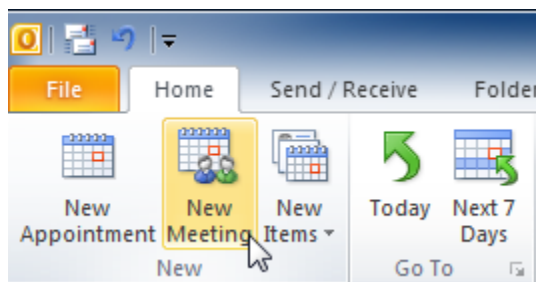 File Home Send / Receive Folder
New Appointment New Meeting New Items Today Next 7 Days
New Go To